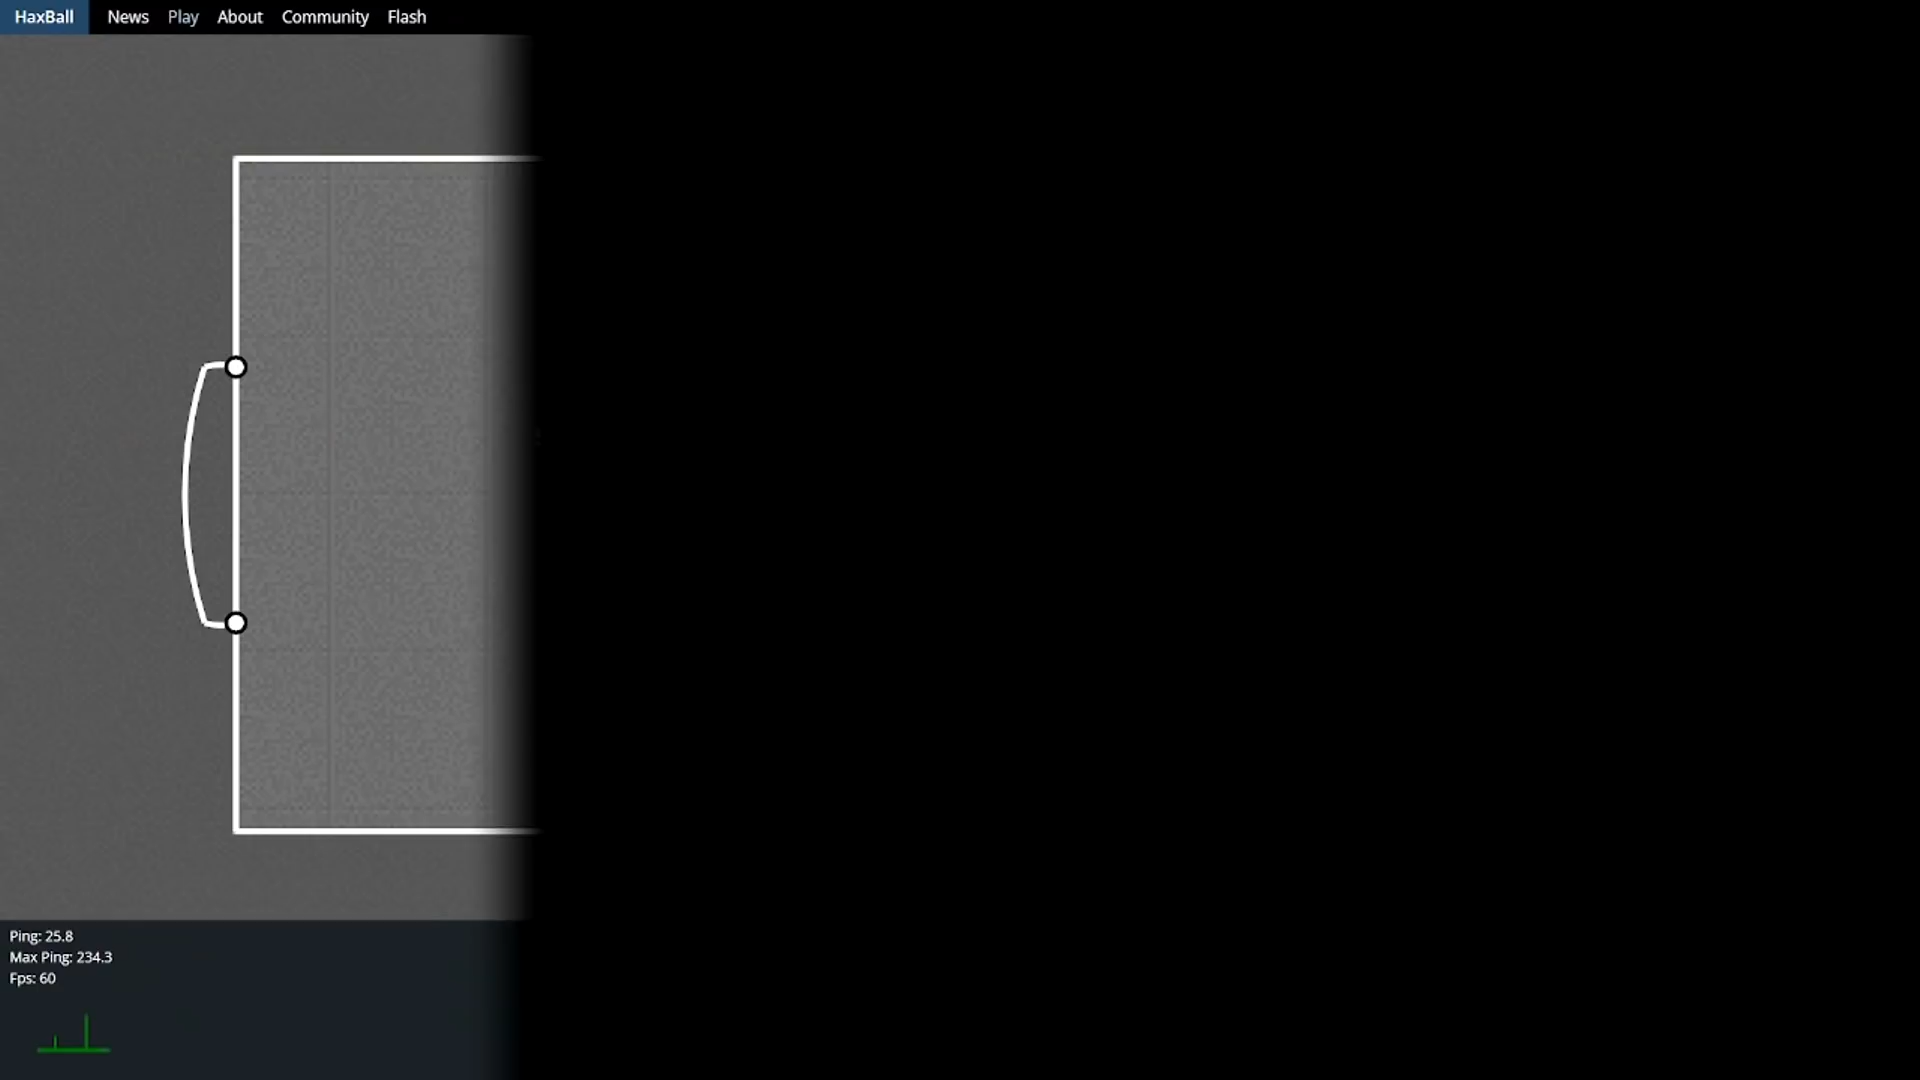 HaxBall News Play About Community Flash
Ping: 25.8
Max Ping: 234.3
Fps: 60